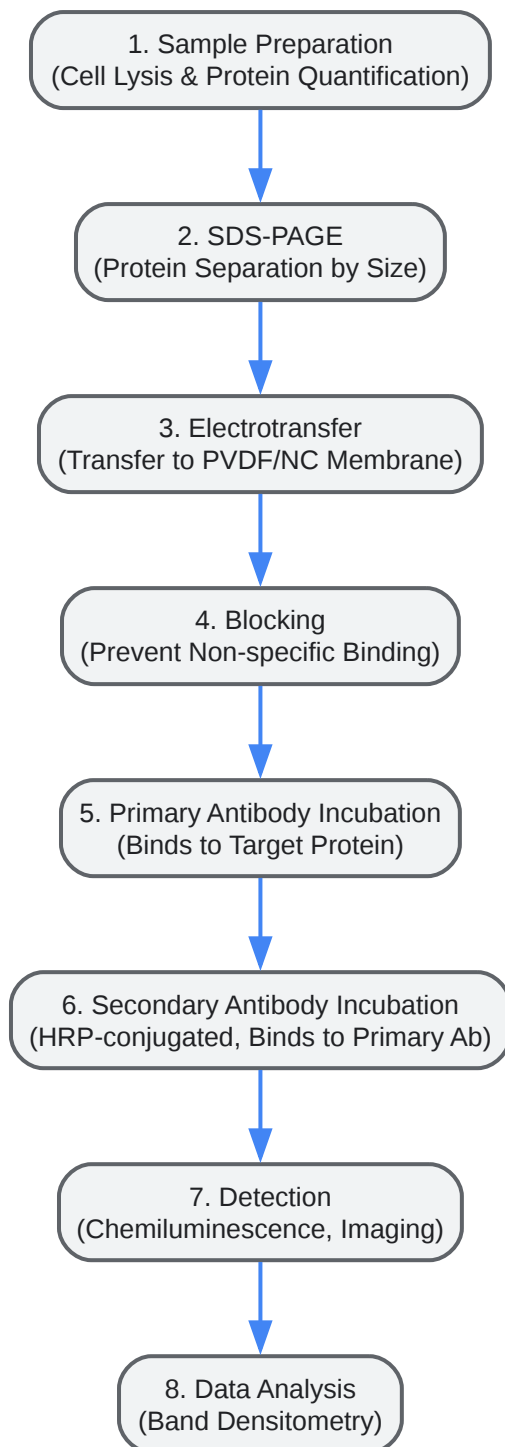 1. Sample Preparation
(Cell Lysis & Protein Quantification)
2. SDS-PAGE
(Protein Separation by Size)
3. Electrotransfer
(Transfer to PVDF/NC Membrane)
4. Blocking
(Prevent Non-specific Binding)
5. Primary Antibody Incubation
(Binds to Target Protein)
6. Secondary Antibody Incubation
(HRP-conjugated, Binds to Primary Ab)
7. Detection
(Chemiluminescence, Imaging)
8. Data Analysis
(Band Densitometry)